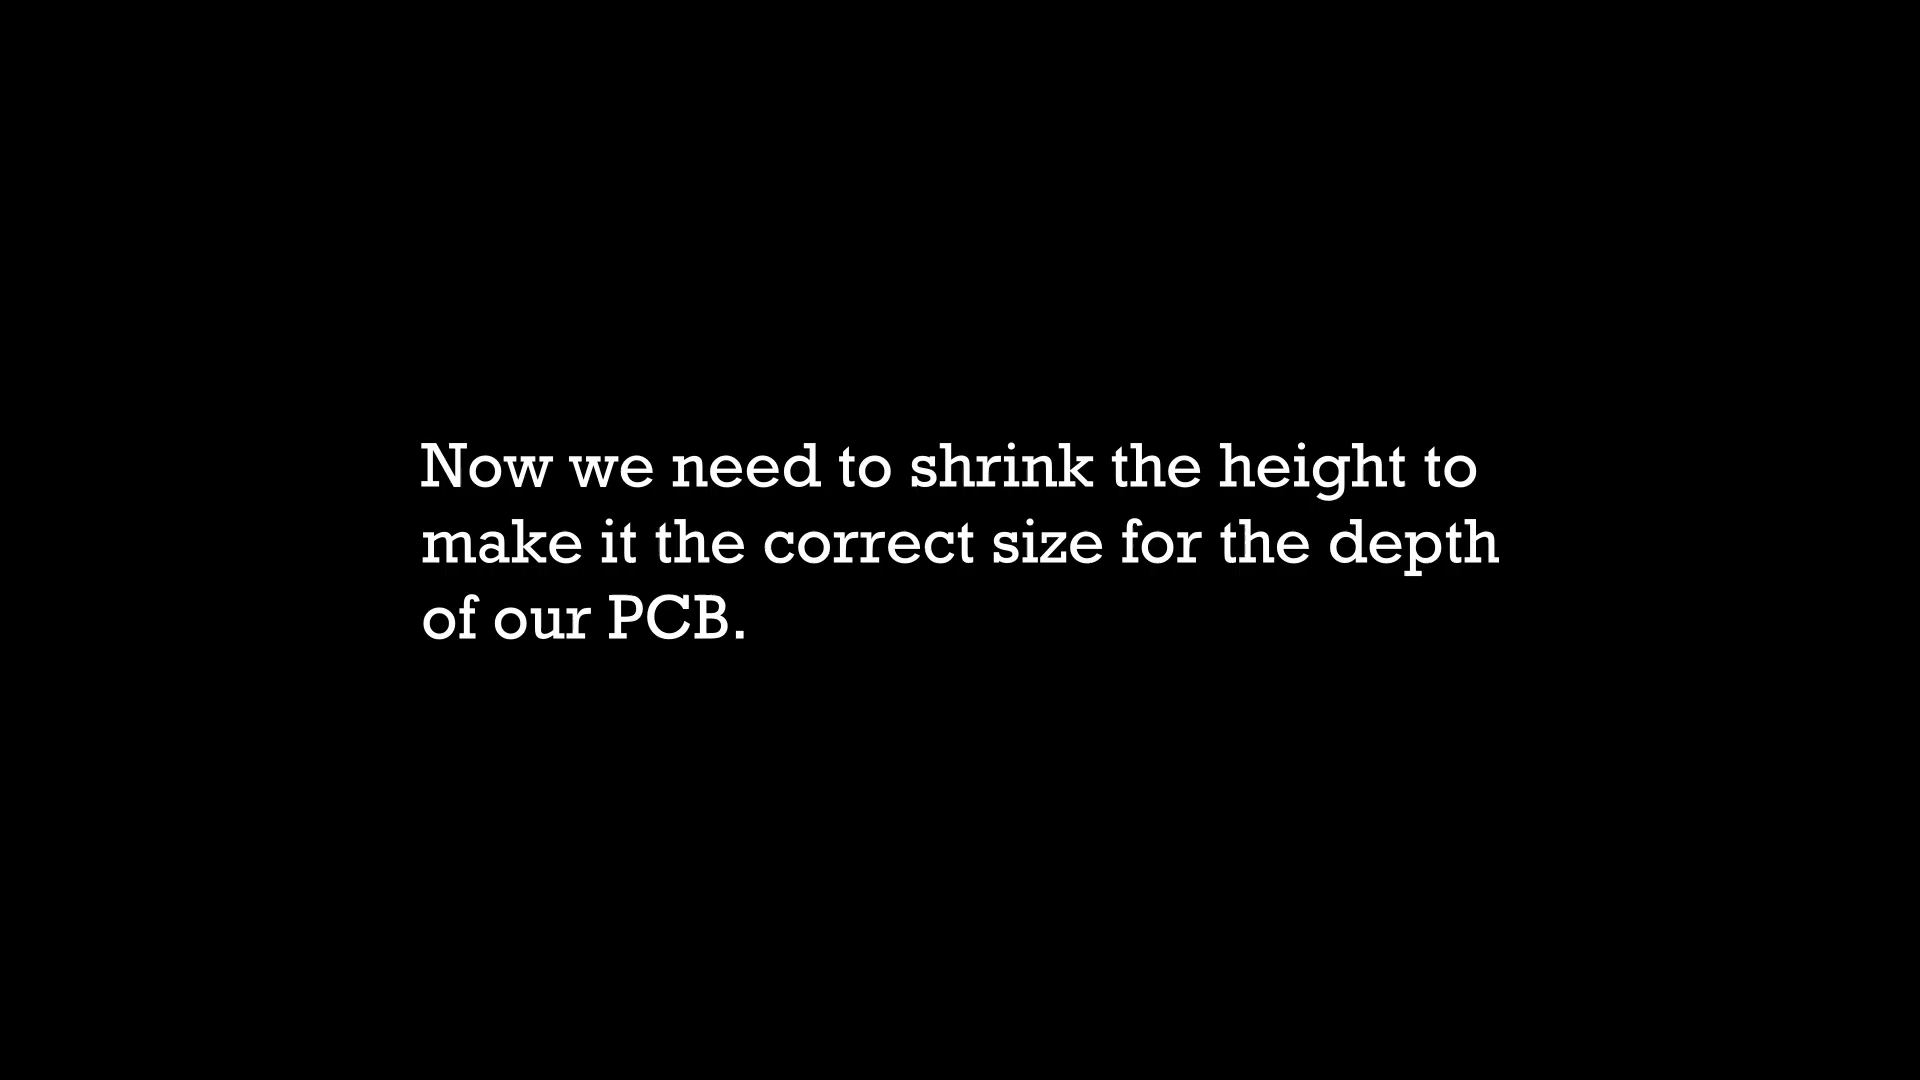 Now we need to shrink the height to
make it the correct size for the depth
of our PCB.